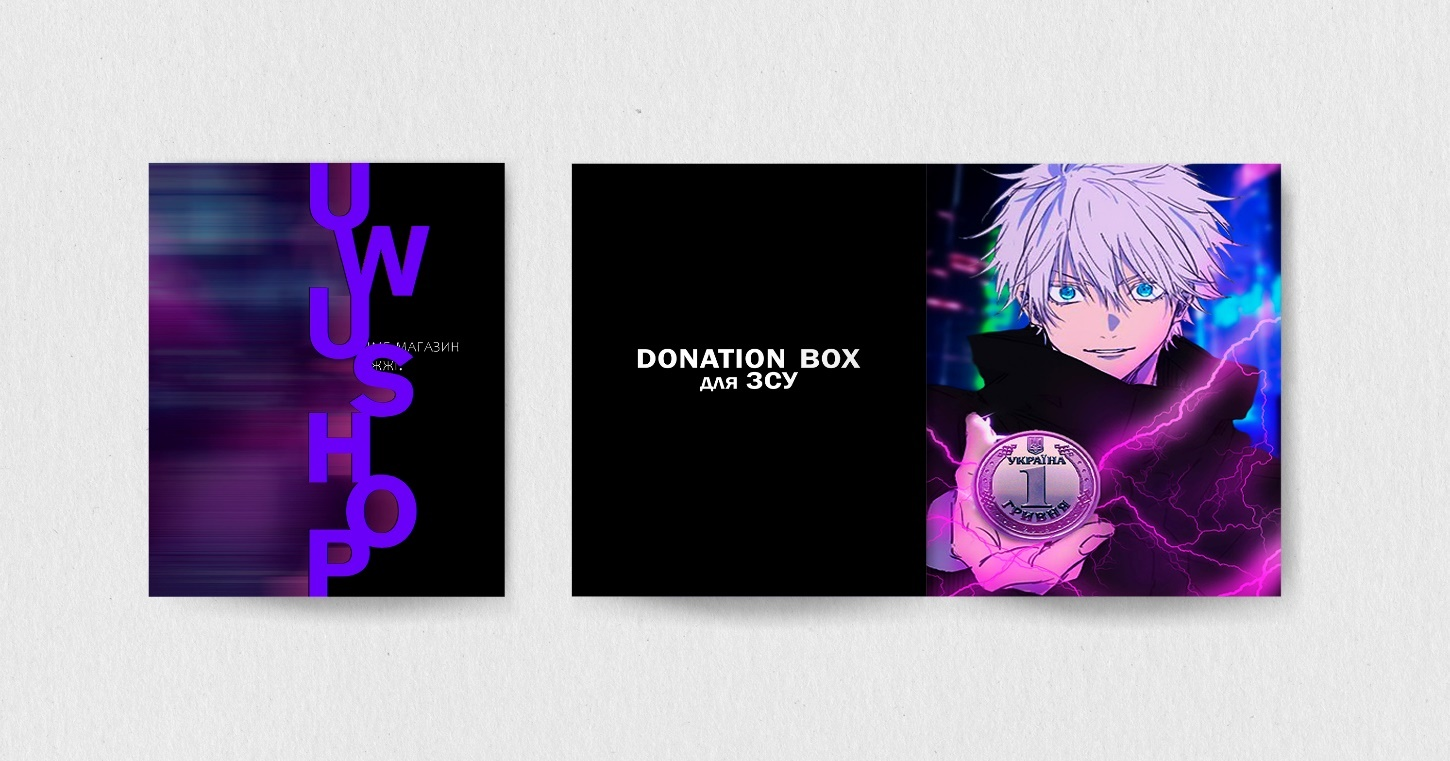 UWU
SHOP
МАГАЗИН
DONATION BOX
для ЗСУ
УКРАЇНА
1
ГРИВНЯ